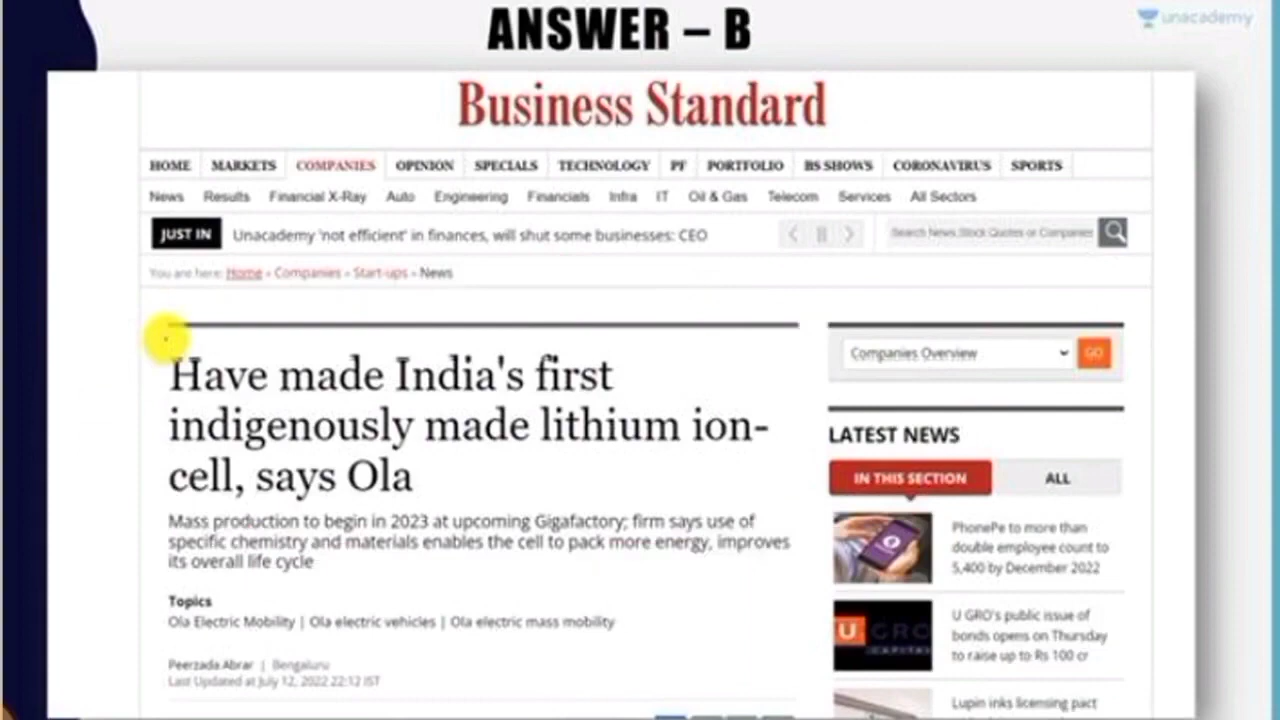 ANSWER – B
unacademy
Business Standard
HOME MARKETS COMPANIES OPINION SPECIALS TECHNOLOGY PF PORTFOLIO BS SHOWS CORONAVIRUS SPORTS
News Results Financial X-Ray Auto Engineering Financials Infra IT Oil & Gas Telecom Services All Sectors
JUST IN Unacademy 'not efficient' in finances, will shut some businesses: CEO
Search News,Stock Quotes or Companies
You are here: Home » Companies » Start-ups » News
Have made India's first
indigenously made lithium ion-
cell, says Ola
Mass production to begin in 2023 at upcoming Gigafactory; firm says use of
specific chemistry and materials enables the cell to pack more energy, improves
its overall life cycle
Topics
Ola Electric Mobility | Ola electric vehicles | Ola electric mass mobility
Peerzada Abrar | Bengaluru
Last Updated at July 12, 2022 22:12 IST
Companies Overview GO
LATEST NEWS
IN THIS SECTION ALL
PhonePe to more than
double employee count to
5,400 by December 2022
U GRO
CAPITAL
U GRO's public issue of
bonds opens on Thursday
to raise up to Rs 100 cr
Lupin inks licensing pact